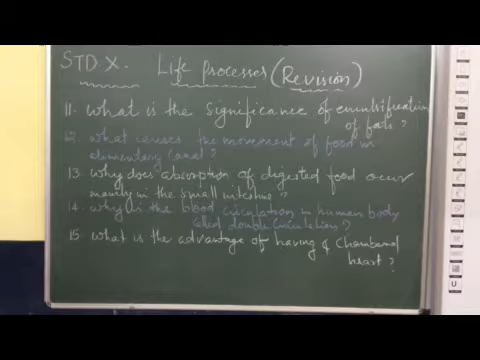 STD X. Life Processes (Revision)
11. what is the significance of emulsification
of fats?
12. what causes the movement of food in
alimentary canal?
13. why does absorption of digested food occur
mainly in the small intestine?
14. why is the blood circulation in human body
called double circulation?
15. what is the advantage of having 4 chambered
heart?
U